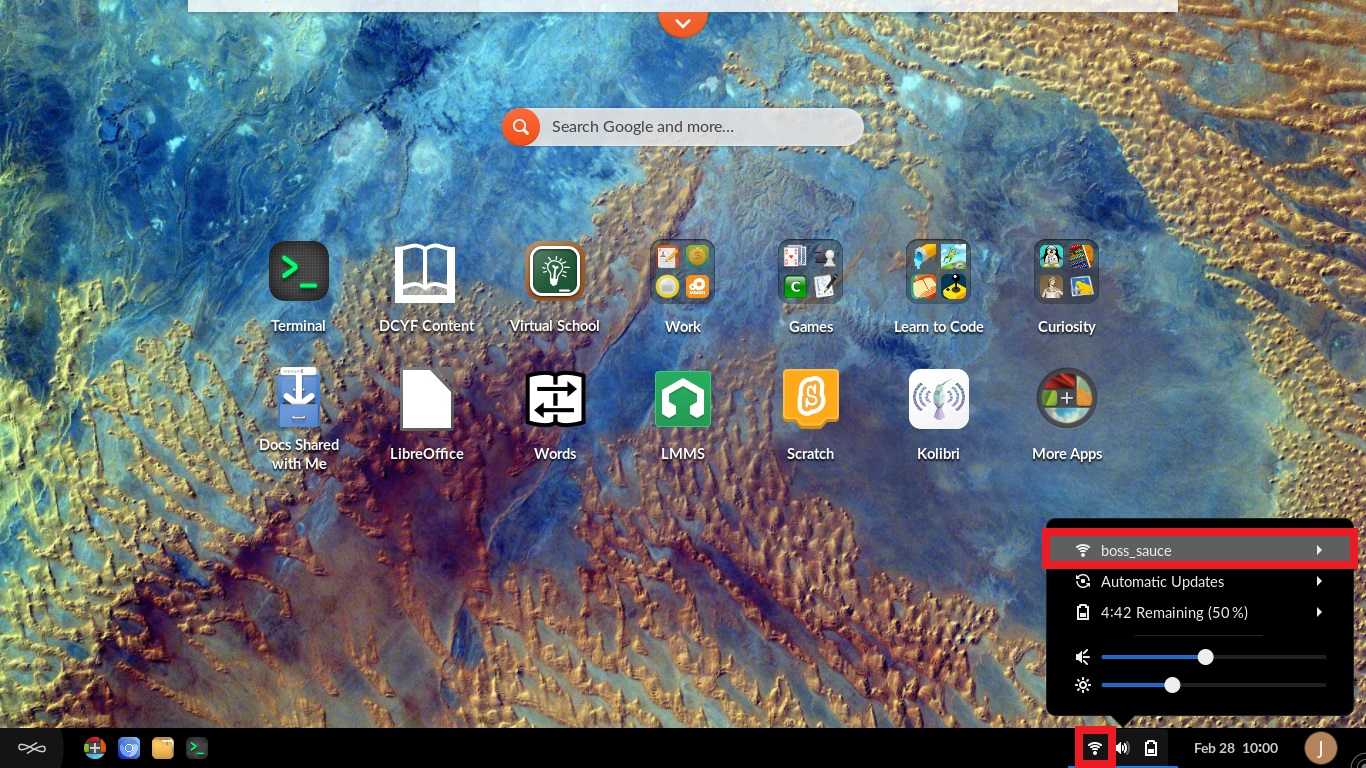 Search Google and more...
Terminal
DCYF Content
Virtual School
Work
Games
Learn to Code
Curiosity
Docs Shared
with Me
LibreOffice
Words
LMMS
Scratch
Kolibri
More Apps
boss_sauce
Automatic Updates
4:42 Remaining (50 %)
Feb 28 10:00
J